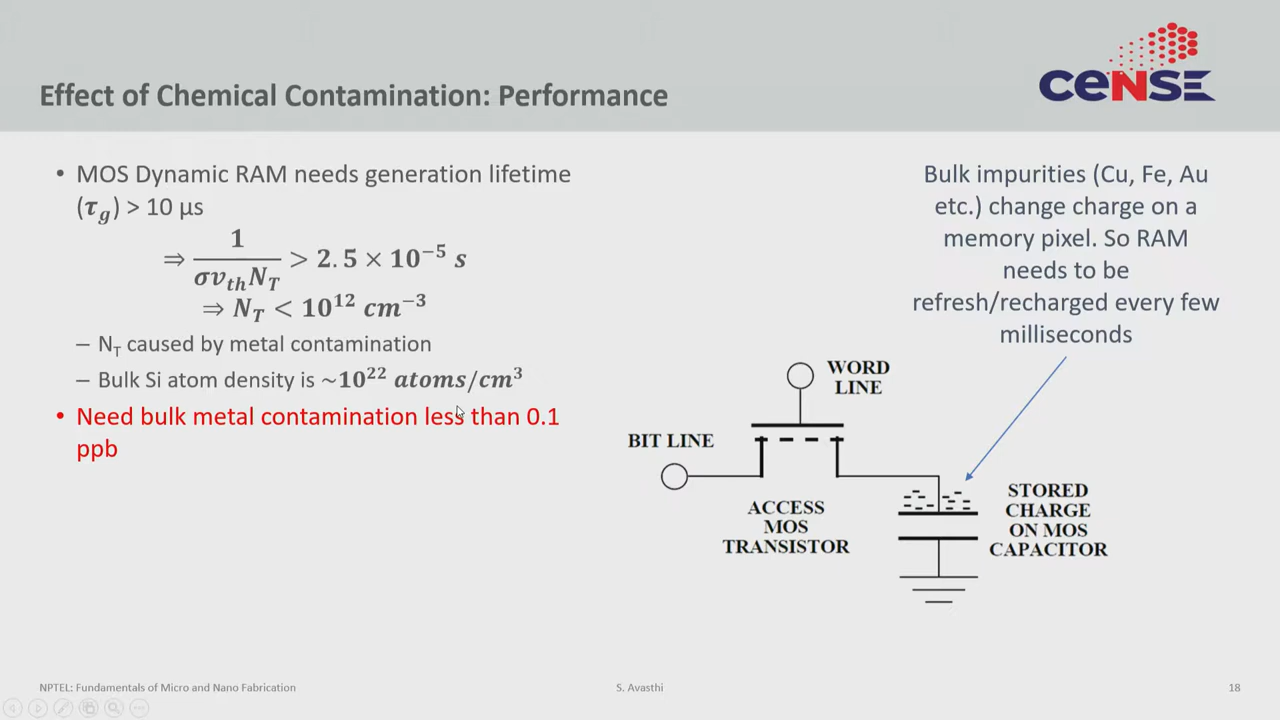 CeNSE
Effect of Chemical Contamination: Performance
• MOS Dynamic RAM needs generation lifetime
(τg) > 10 μs
⇒ 1/(σvthNT) > 2.5 × 10⁻⁵ s
⇒ NT < 10¹² cm⁻³
– NT caused by metal contamination
– Bulk Si atom density is ~10²² atoms/cm³
• Need bulk metal contamination less than 0.1
ppb
Bulk impurities (Cu, Fe, Au
etc.) change charge on a
memory pixel. So RAM
needs to be
refresh/recharged every few
milliseconds
WORD
LINE
BIT LINE
ACCESS
MOS
TRANSISTOR
STORED
CHARGE
ON MOS
CAPACITOR
NPTEL: Fundamentals of Micro and Nano Fabrication
S. Avasthi
18